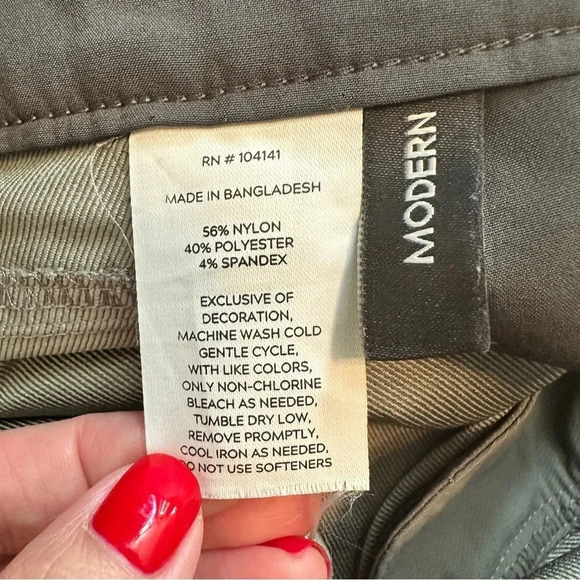 RN # 104141
MADE IN BANGLADESH
56% NYLON
40% POLYESTER
4% SPANDEX
EXCLUSIVE OF
DECORATION,
MACHINE WASH COLD
GENTLE CYCLE,
WITH LIKE COLORS,
ONLY NON-CHLORINE
BLEACH AS NEEDED,
TUMBLE DRY LOW,
REMOVE PROMPTLY,
COOL IRON AS NEEDED,
DO NOT USE SOFTENERS
MODERN